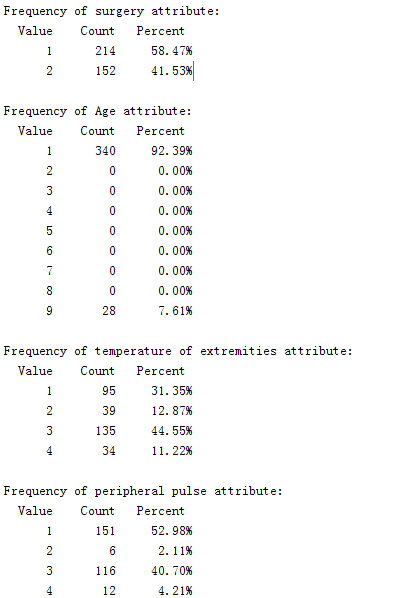 Frequency of surgery attribute:
Value Count Percent
1 214 58.47%
2 152 41.53%
Frequency of Age attribute:
Value Count Percent
1 340 92.39%
2 0 0.00%
3 0 0.00%
4 0 0.00%
5 0 0.00%
6 0 0.00%
7 0 0.00%
8 0 0.00%
9 28 7.61%
Frequency of temperature of extremities attribute:
Value Count Percent
1 95 31.35%
2 39 12.87%
3 135 44.55%
4 34 11.22%
Frequency of peripheral pulse attribute:
Value Count Percent
1 151 52.98%
2 6 2.11%
3 116 40.70%
4 12 4.21%